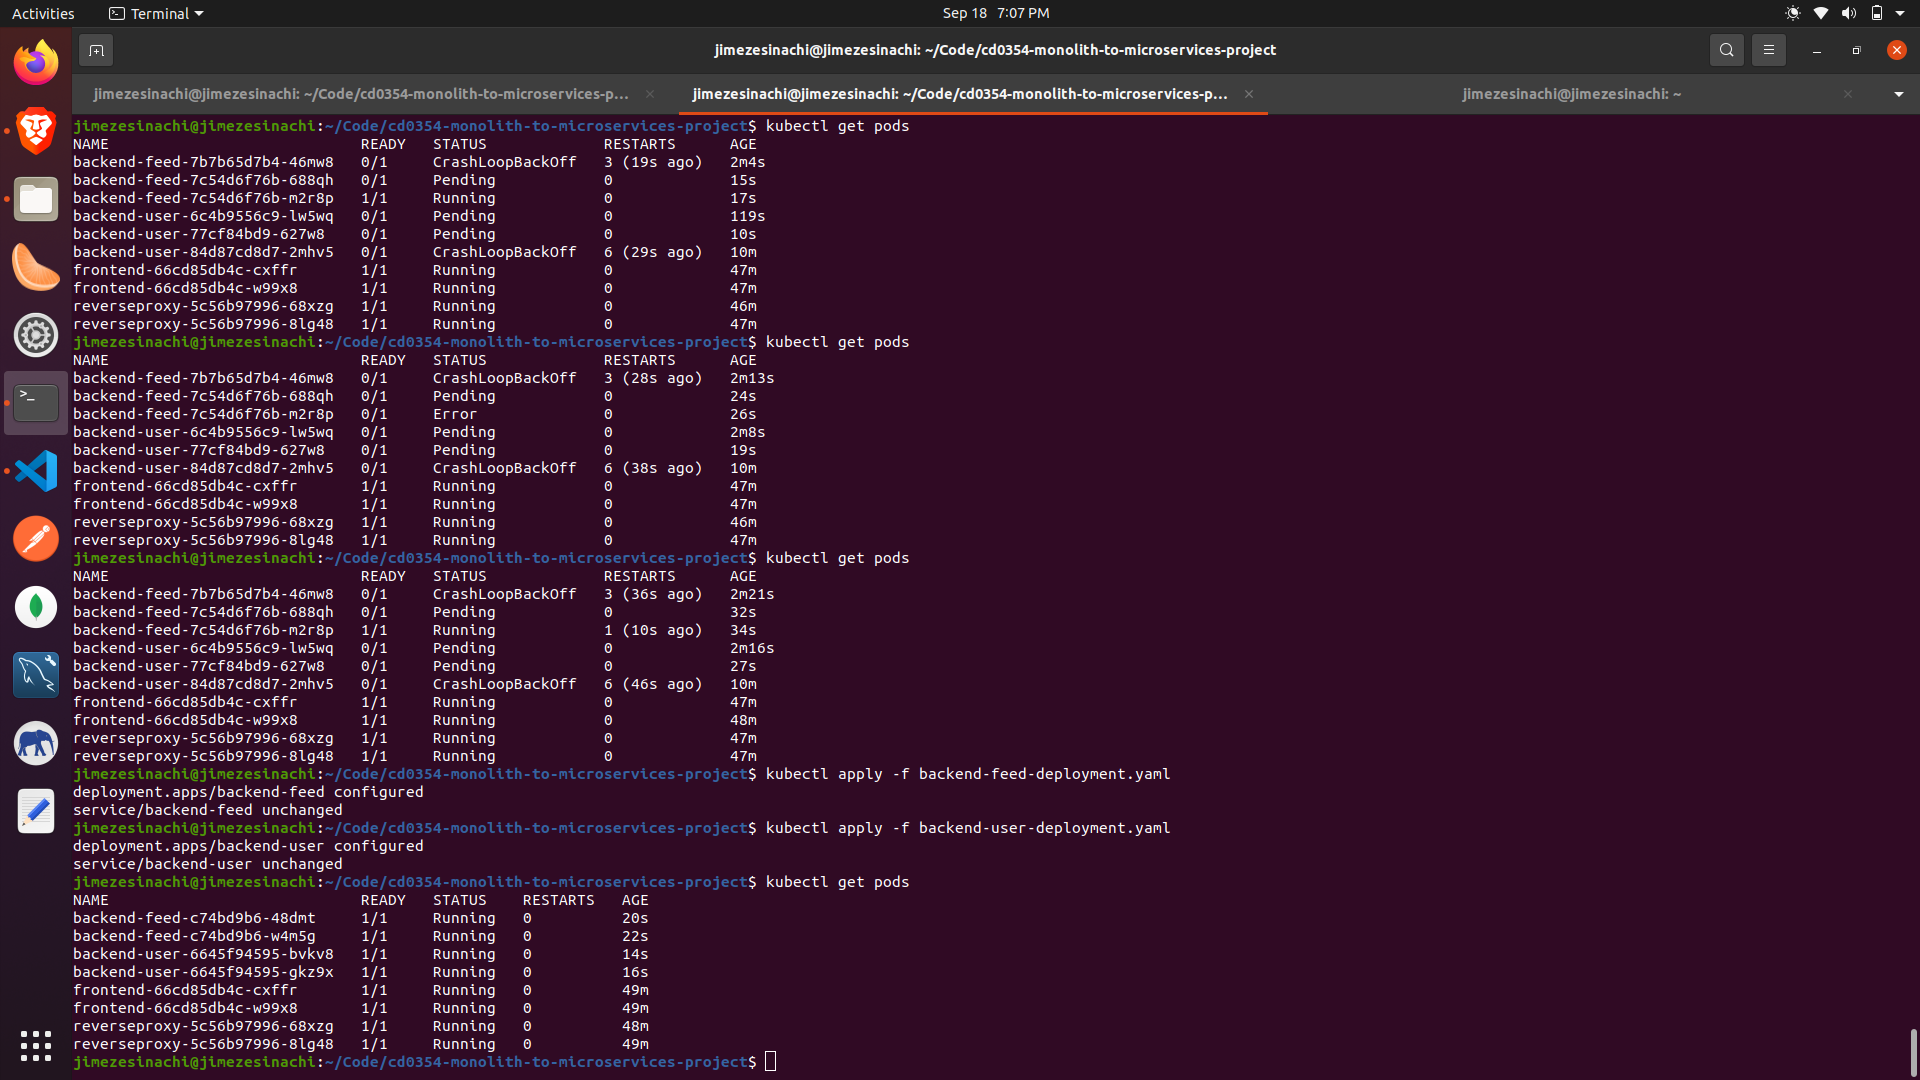 Activities
Terminal
Sep 18 7:07 PM
jimezesinachi@jimezesinachi: ~/Code/cd0354-monolith-to-microservices-project
jimezesinachi@jimezesinachi: ~/Code/cd0354-monolith-to-microservices-p...
jimezesinachi@jimezesinachi: ~/Code/cd0354-monolith-to-microservices-p...
jimezesinachi@jimezesinachi: ~
jimezesinachi@jimezesinachi:~/Code/cd0354-monolith-to-microservices-project$ kubectl get pods
NAME READY STATUS RESTARTS AGE
backend-feed-7b7b65d7b4-46mw8 0/1 CrashLoopBackOff 3 (19s ago) 2m4s
backend-feed-7c54d6f76b-688qh 0/1 Pending 0 15s
backend-feed-7c54d6f76b-m2r8p 1/1 Running 0 17s
backend-user-6c4b9556c9-lw5wq 0/1 Pending 0 119s
backend-user-77cf84bd9-627w8 0/1 Pending 0 10s
backend-user-84d87cd8d7-2mhv5 0/1 CrashLoopBackOff 6 (29s ago) 10m
frontend-66cd85db4c-cxffr 1/1 Running 0 47m
frontend-66cd85db4c-w99x8 1/1 Running 0 47m
reverseproxy-5c56b97996-68xzg 1/1 Running 0 46m
reverseproxy-5c56b97996-8lg48 1/1 Running 0 47m
jimezesinachi@jimezesinachi:~/Code/cd0354-monolith-to-microservices-project$ kubectl get pods
NAME READY STATUS RESTARTS AGE
backend-feed-7b7b65d7b4-46mw8 0/1 CrashLoopBackOff 3 (28s ago) 2m13s
backend-feed-7c54d6f76b-688qh 0/1 Pending 0 24s
backend-feed-7c54d6f76b-m2r8p 0/1 Error 0 26s
backend-user-6c4b9556c9-lw5wq 0/1 Pending 0 2m8s
backend-user-77cf84bd9-627w8 0/1 Pending 0 19s
backend-user-84d87cd8d7-2mhv5 0/1 CrashLoopBackOff 6 (38s ago) 10m
frontend-66cd85db4c-cxffr 1/1 Running 0 47m
frontend-66cd85db4c-w99x8 1/1 Running 0 47m
reverseproxy-5c56b97996-68xzg 1/1 Running 0 46m
reverseproxy-5c56b97996-8lg48 1/1 Running 0 47m
jimezesinachi@jimezesinachi:~/Code/cd0354-monolith-to-microservices-project$ kubectl get pods
NAME READY STATUS RESTARTS AGE
backend-feed-7b7b65d7b4-46mw8 0/1 CrashLoopBackOff 3 (36s ago) 2m21s
backend-feed-7c54d6f76b-688qh 0/1 Pending 0 32s
backend-feed-7c54d6f76b-m2r8p 1/1 Running 1 (10s ago) 34s
backend-user-6c4b9556c9-lw5wq 0/1 Pending 0 2m16s
backend-user-77cf84bd9-627w8 0/1 Pending 0 27s
backend-user-84d87cd8d7-2mhv5 0/1 CrashLoopBackOff 6 (46s ago) 10m
frontend-66cd85db4c-cxffr 1/1 Running 0 47m
frontend-66cd85db4c-w99x8 1/1 Running 0 48m
reverseproxy-5c56b97996-68xzg 1/1 Running 0 47m
reverseproxy-5c56b97996-8lg48 1/1 Running 0 47m
jimezesinachi@jimezesinachi:~/Code/cd0354-monolith-to-microservices-project$ kubectl apply -f backend-feed-deployment.yaml
deployment.apps/backend-feed configured
service/backend-feed unchanged
jimezesinachi@jimezesinachi:~/Code/cd0354-monolith-to-microservices-project$ kubectl apply -f backend-user-deployment.yaml
deployment.apps/backend-user configured
service/backend-user unchanged
jimezesinachi@jimezesinachi:~/Code/cd0354-monolith-to-microservices-project$ kubectl get pods
NAME READY STATUS RESTARTS AGE
backend-feed-c74bd9b6-48dmt 1/1 Running 0 20s
backend-feed-c74bd9b6-w4m5g 1/1 Running 0 22s
backend-user-6645f94595-bvkv8 1/1 Running 0 14s
backend-user-6645f94595-gkz9x 1/1 Running 0 16s
frontend-66cd85db4c-cxffr 1/1 Running 0 49m
frontend-66cd85db4c-w99x8 1/1 Running 0 49m
reverseproxy-5c56b97996-68xzg 1/1 Running 0 48m
reverseproxy-5c56b97996-8lg48 1/1 Running 0 49m
jimezesinachi@jimezesinachi:~/Code/cd0354-monolith-to-microservices-project$